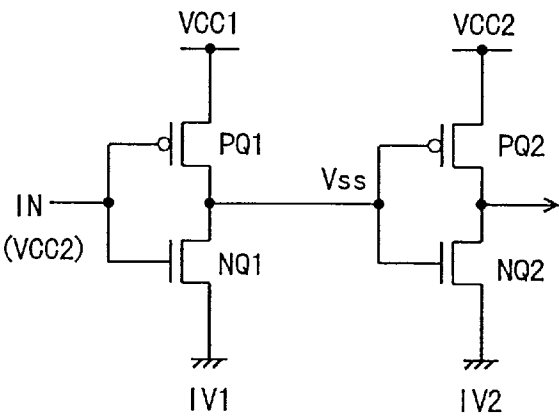 VCC1
VCC2
PQ1
PQ2
Vss
IN
(VCC2)
NQ1
NQ2
IV1
IV2